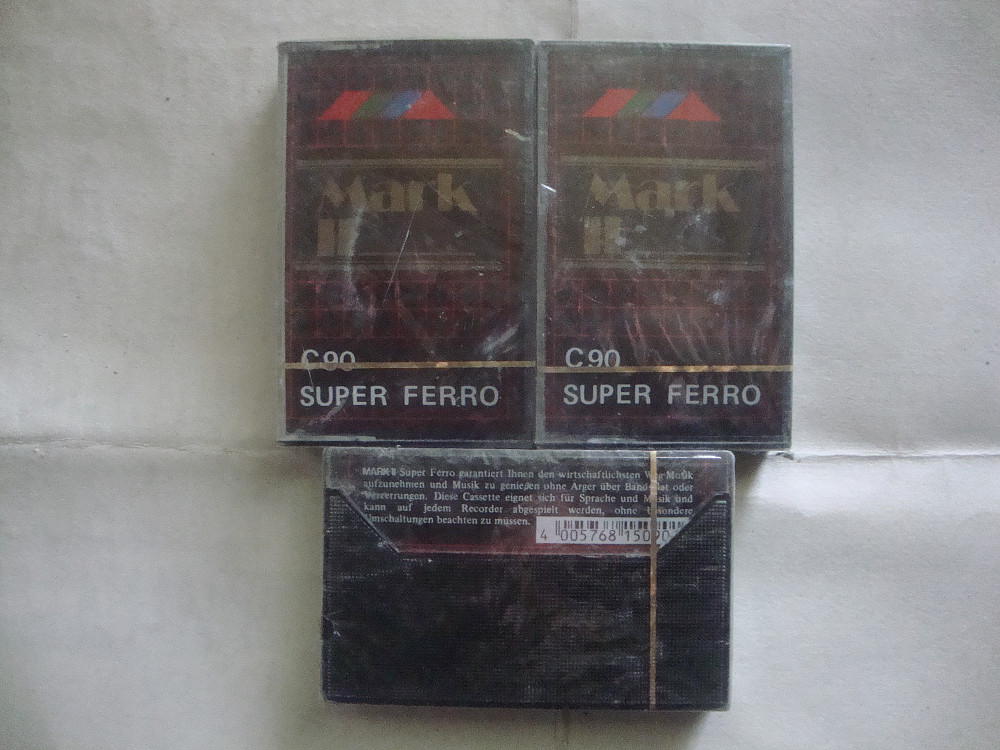 Mark
II
C90
SUPER FERRO
Mark
II
C90
SUPER FERRO
MARK II Super Ferro garantiert Ihnen den wirtschaftlichsten Weg Musik
aufzunehmen und Musik zu genießen ohne Ärger über Band- oder
Verzerrungen. Diese Cassette eignet sich für Sprache und Musik und
kann auf jedem Recorder abgespielt werden, ohne besondere
Umschaltungen beachten zu müssen.
4 005768 15090